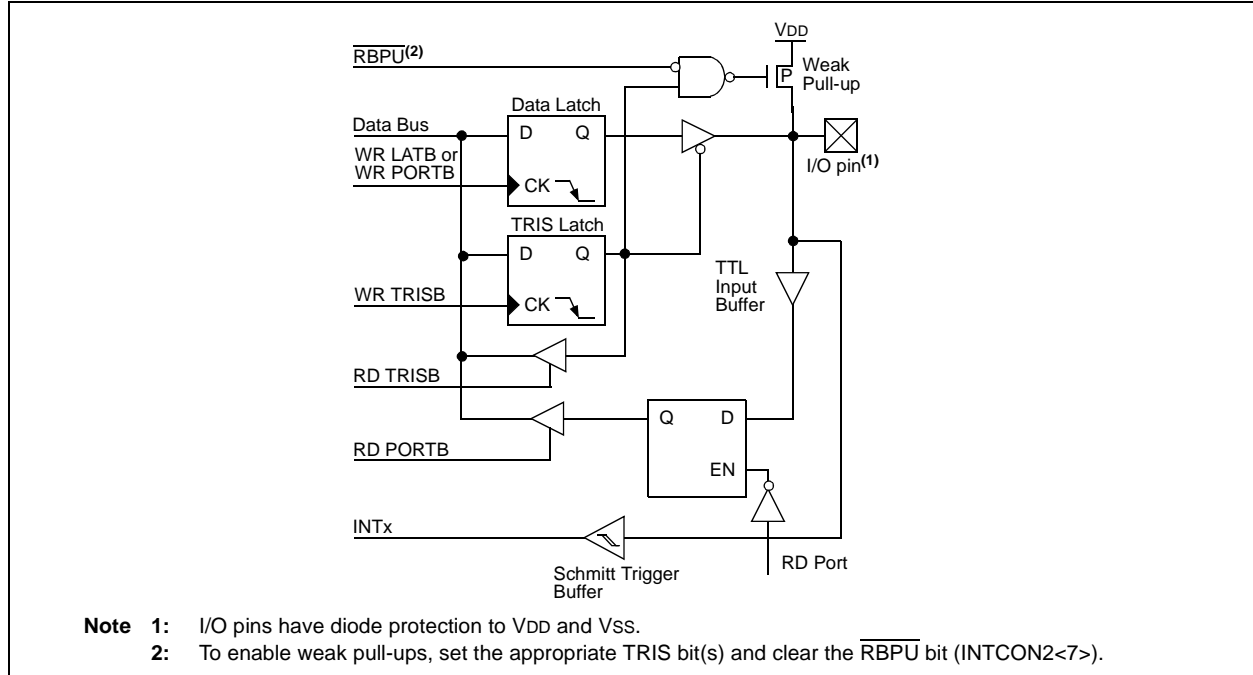 VDD
RBPU(2)
Weak
Pull-up
P
Data Latch
Data Bus
D Q
WR LATB or
WR PORTB
CK
I/O pin(1)
TRIS Latch
D Q
TTL
Input
Buffer
WR TRISB
CK
RD TRISB
Q D
RD PORTB
EN
INTx
RD Port
Schmitt Trigger
Buffer
Note 1: I/O pins have diode protection to VDD and VSS.
2: To enable weak pull-ups, set the appropriate TRIS bit(s) and clear the RBPU bit (INTCON2<7>).